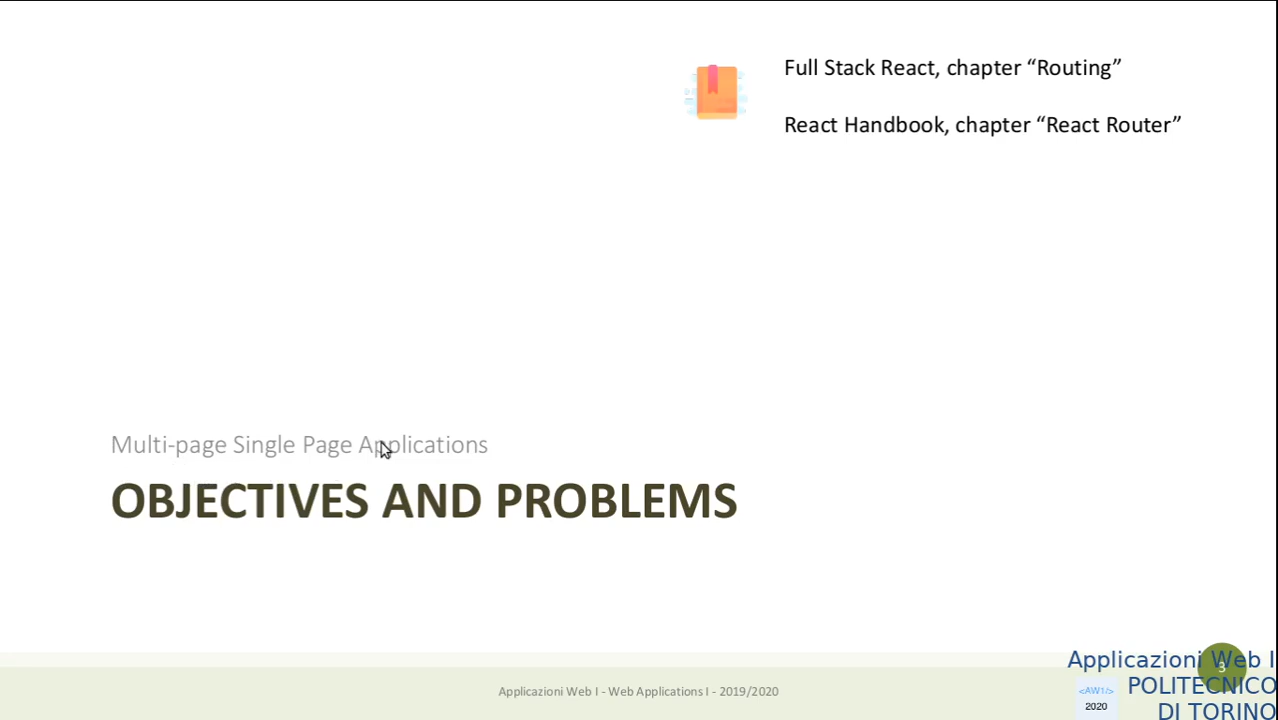 Full Stack React, chapter “Routing”
React Handbook, chapter “React Router”
Multi-page Single Page Applications
OBJECTIVES AND PROBLEMS
Applicazioni Web I - Web Applications I - 2019/2020
3
Applicazioni Web I
POLITECNICO
DI TORINO
<AW1/>
2020